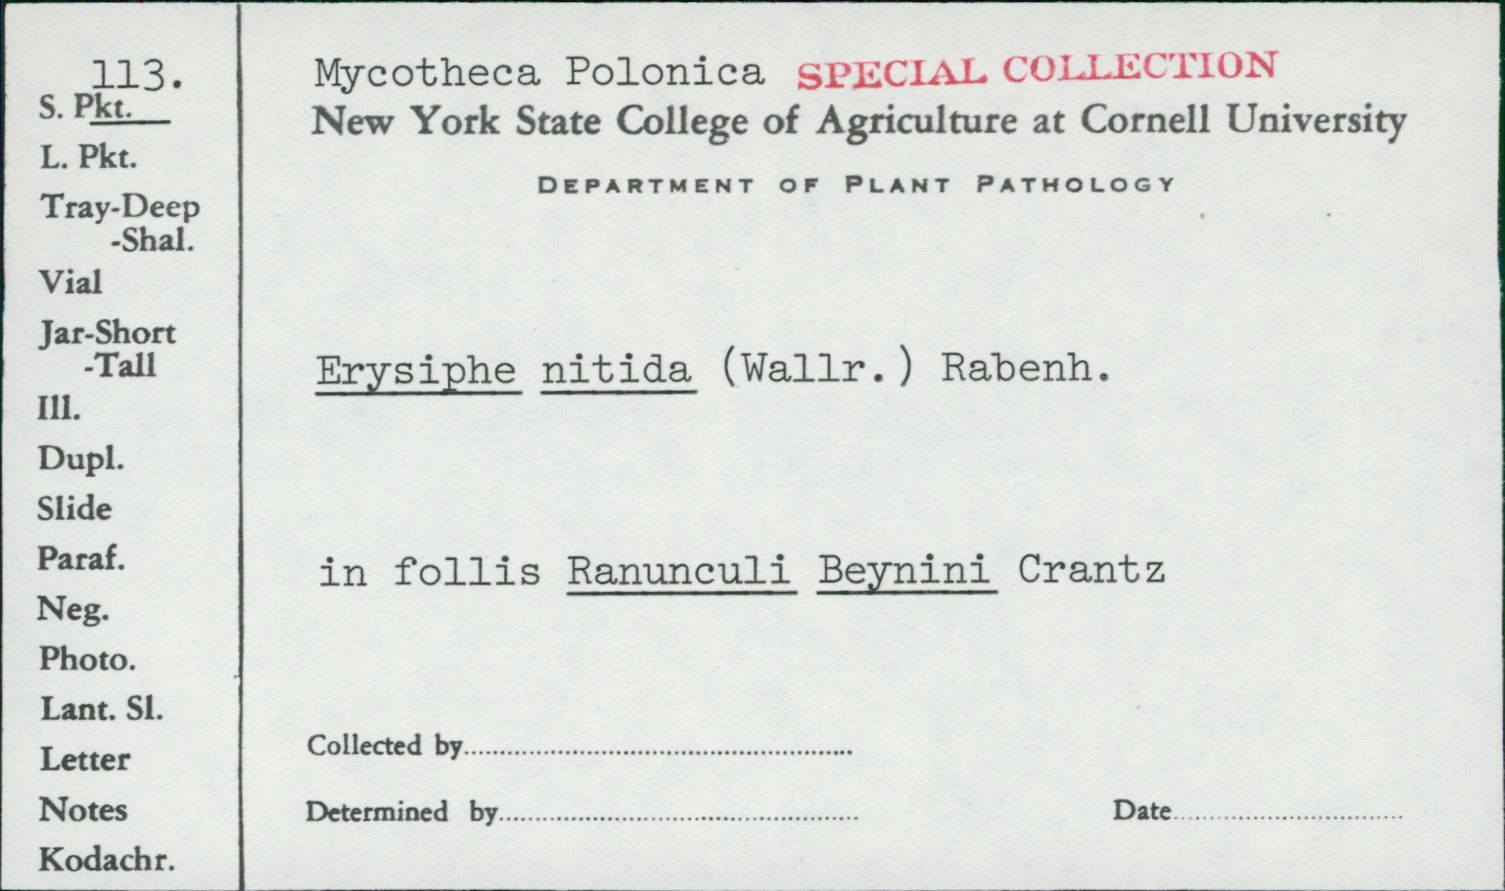 113.
S. Pkt.
L. Pkt.
Tray-Deep
-Shal.
Vial
Jar-Short
-Tall
Ill.
Dupl.
Slide
Paraf.
Neg.
Photo.
Lant. Sl.
Letter
Notes
Kodachr.
Mycotheca Polonica SPECIAL COLLECTION
New York State College of Agriculture at Cornell University
DEPARTMENT OF PLANT PATHOLOGY
Erysiphe nitida (Wallr.) Rabenh.
in follis Ranunculi Beynini Crantz
Collected by
Determined by
Date